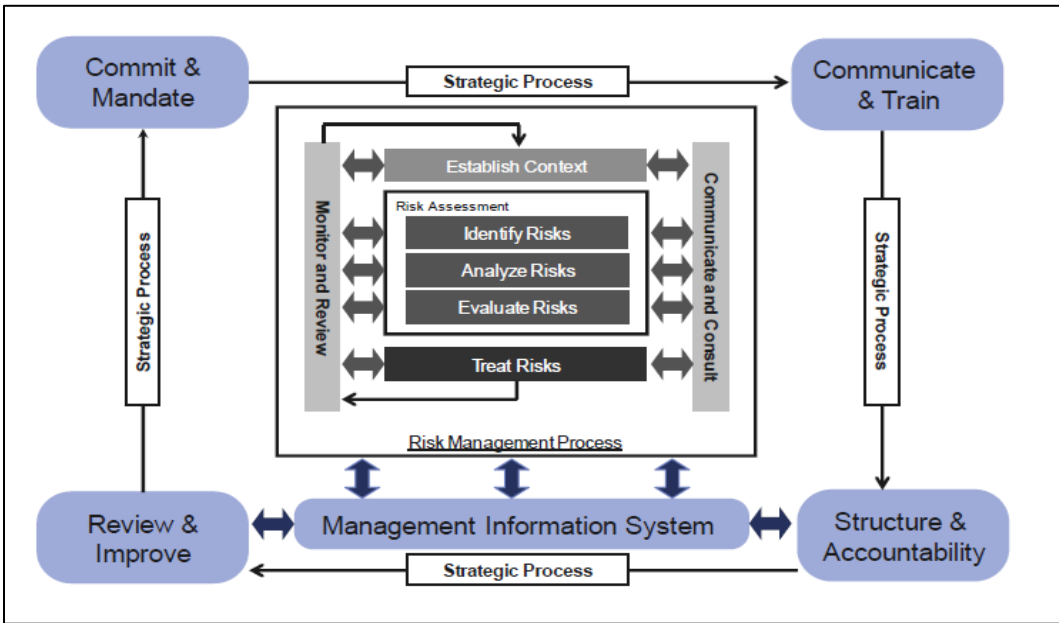 Commit &
Mandate
Strategic Process
Communicate
& Train
Establish Context
Monitor and Review
Risk Assessment
Identify Risks
Analyze Risks
Evaluate Risks
Communicate and Consult
Treat Risks
Risk Management Process
Strategic Process
Strategic Process
Review &
Improve
Management Information System
Structure &
Accountability
Strategic Process